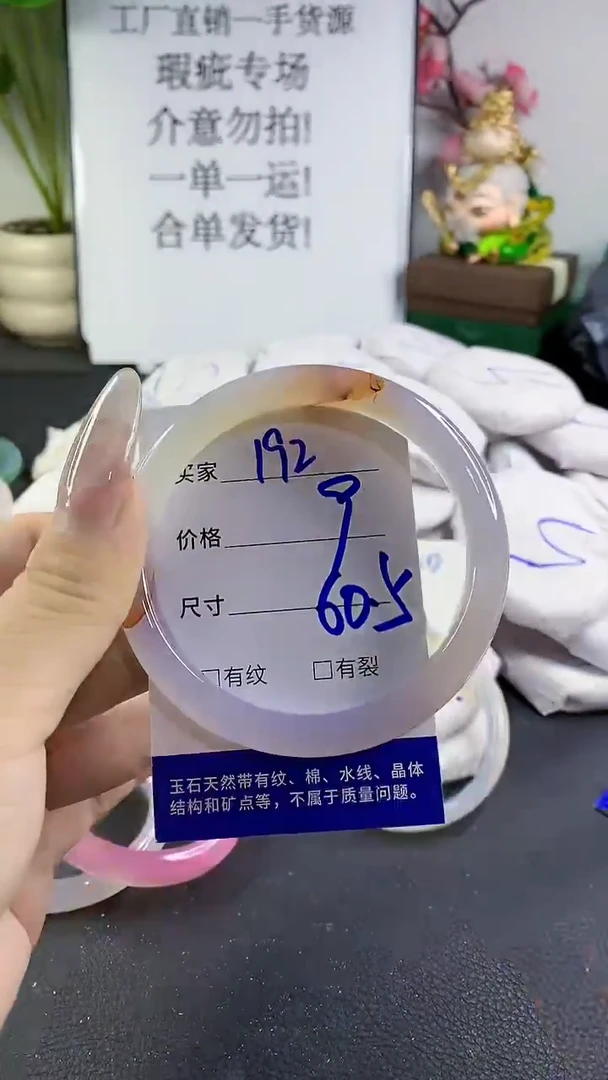 工厂直销一手货源
瑕疵专场
介意勿拍!
一单一运!
合单发货!
买家 192
价格
尺寸 60.5
□有纹 □有裂
玉石天然带有纹、棉、水线、晶体
结构和矿点等，不属于质量问题。